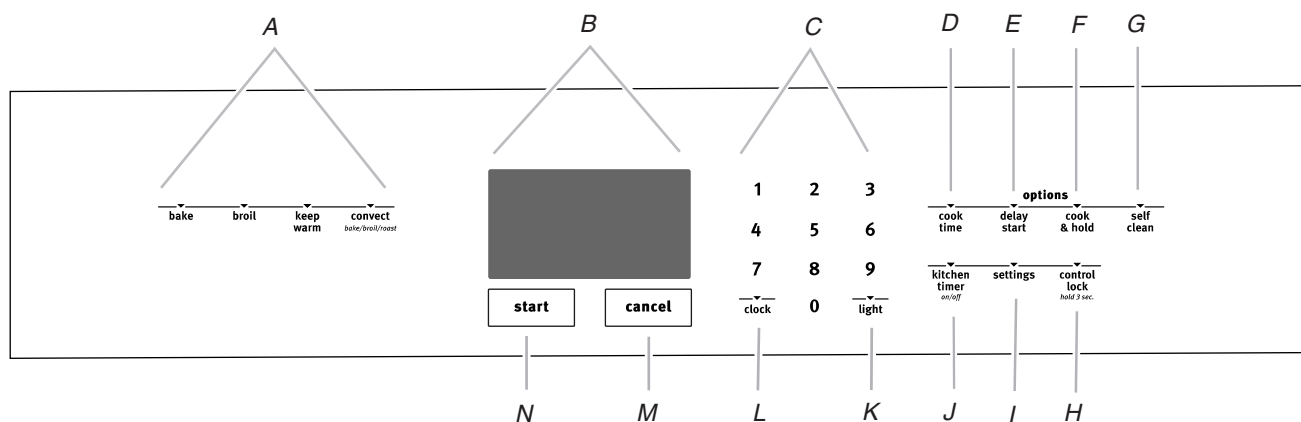 A B C D E F G
1 2 3
options
bake broil keep warm convect
bake/broil/roast
cook time delay start cook & hold self clean
4 5 6
7 8 9
kitchen timer on/off settings control lock hold 3 sec.
start cancel clock 0 light
N M L K J I H